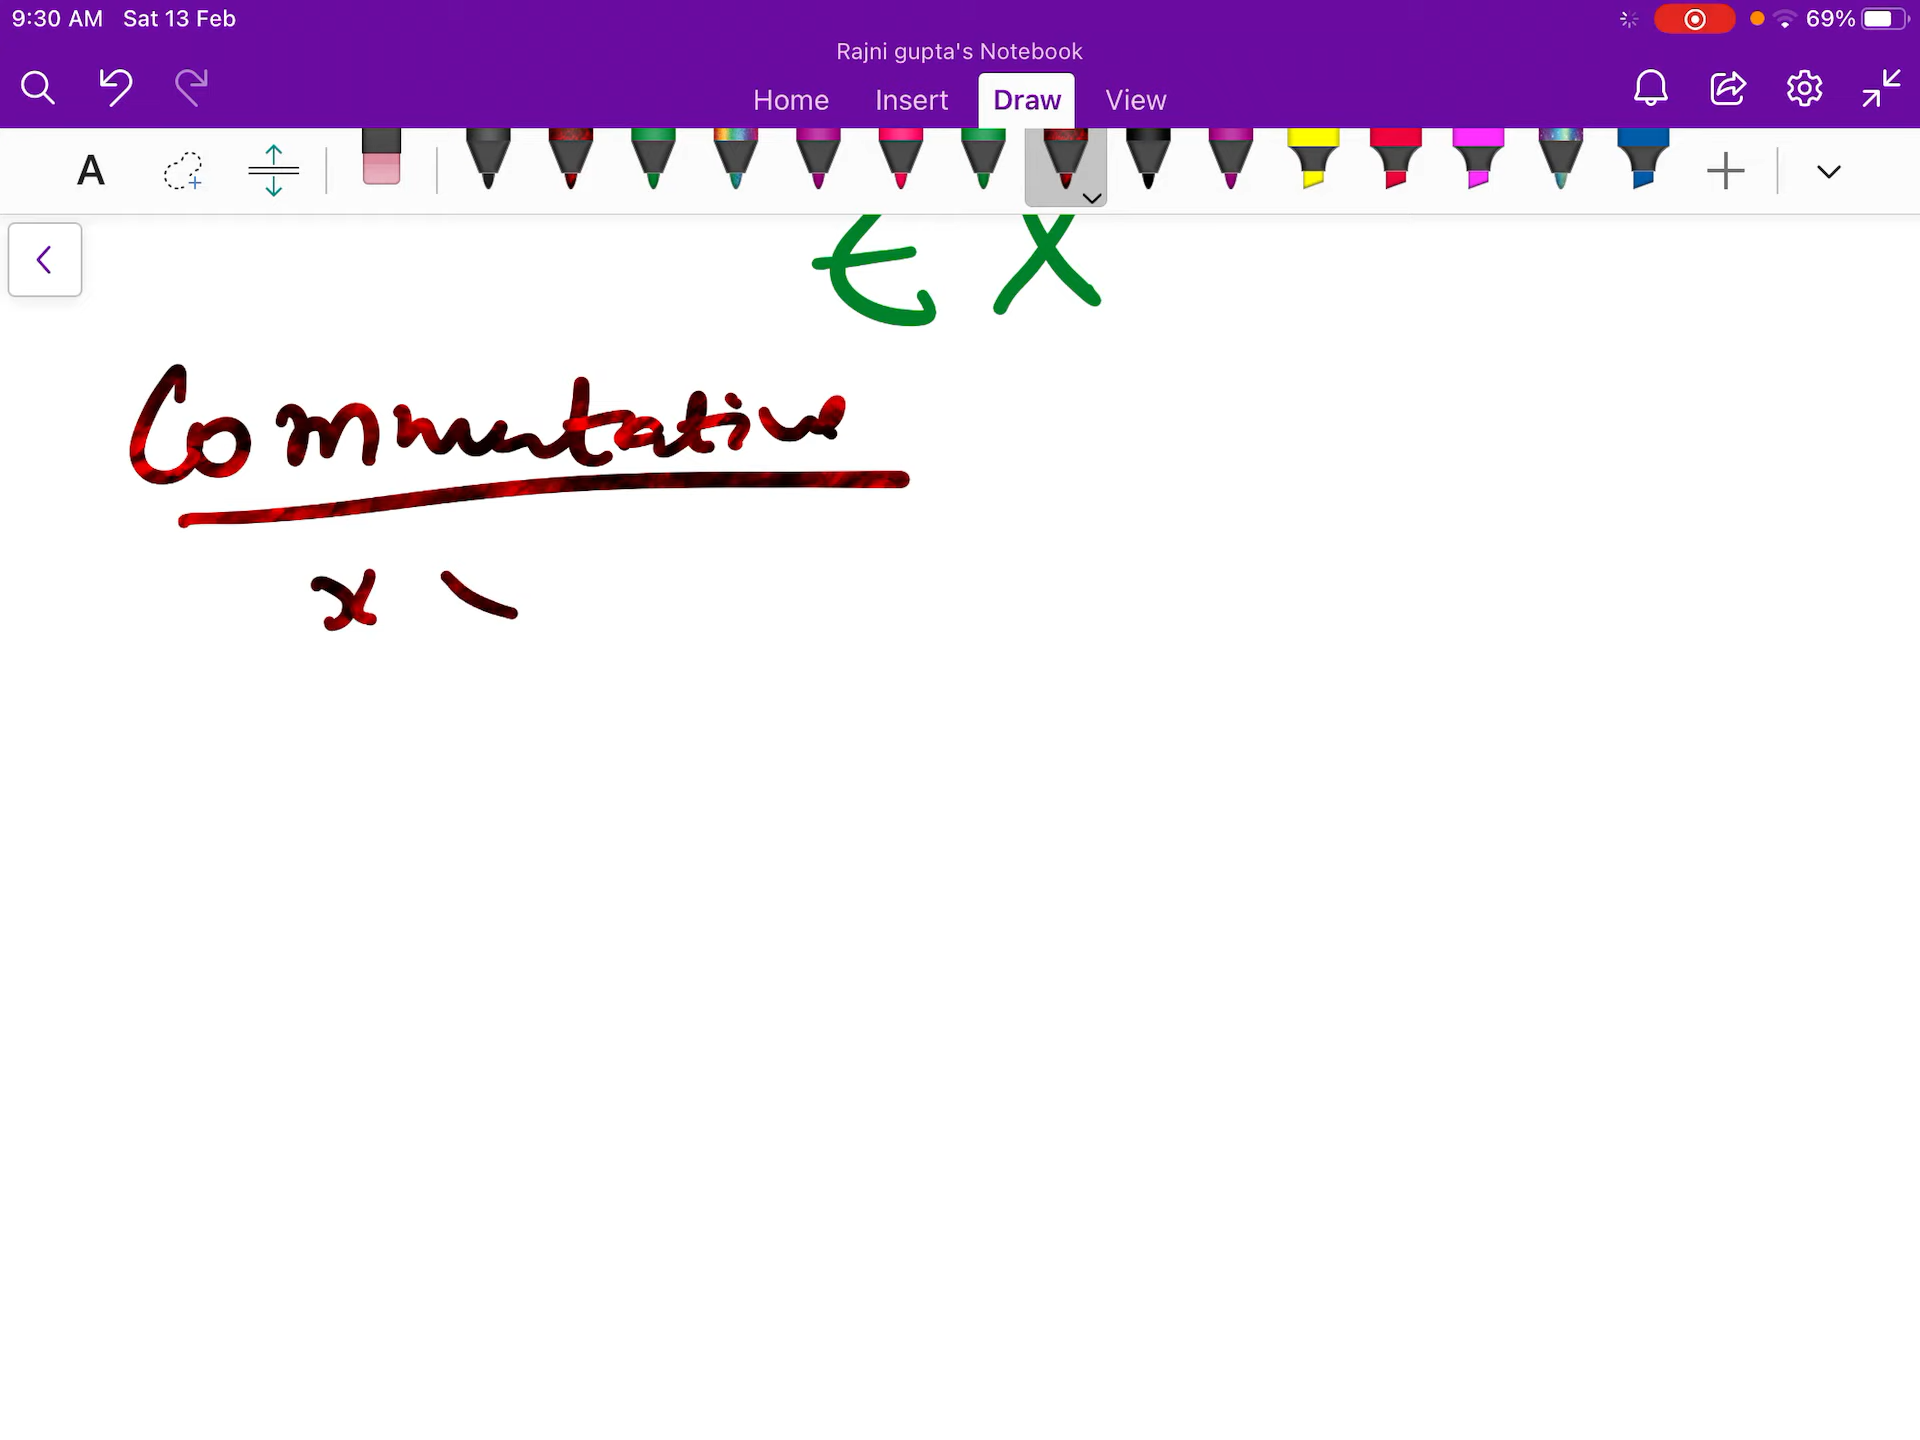 9:30 AM Sat 13 Feb
69%
Rajni gupta's Notebook
Home Insert Draw View
A
∈ X
Commutative
x